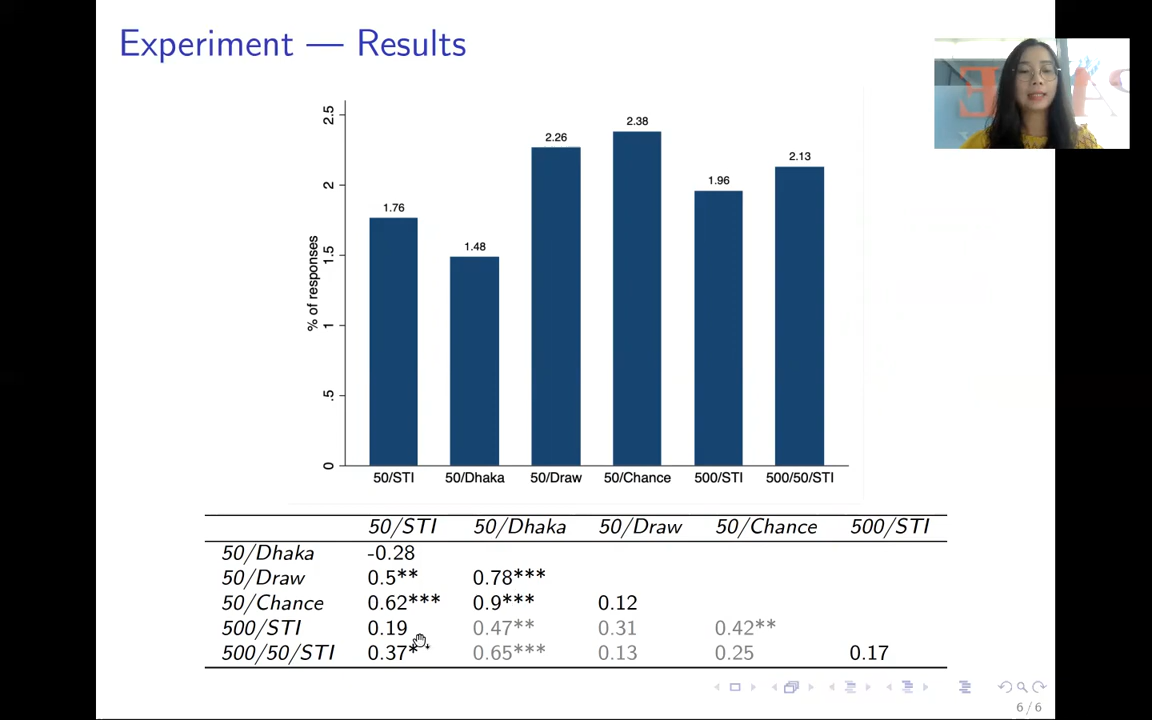 Experiment — Results
2.5
2
1.5
1
.5
0
% of responses
1.76
1.48
2.26
2.38
1.96
2.13
50/STI 50/Dhaka 50/Draw 50/Chance 500/STI 500/50/STI
50/STI 50/Dhaka 50/Draw 50/Chance 500/STI
50/Dhaka -0.28
50/Draw 0.5** 0.78***
50/Chance 0.62*** 0.9*** 0.12
500/STI 0.19 0.47** 0.31 0.42**
500/50/STI 0.37* 0.65*** 0.13 0.25 0.17
6 / 6